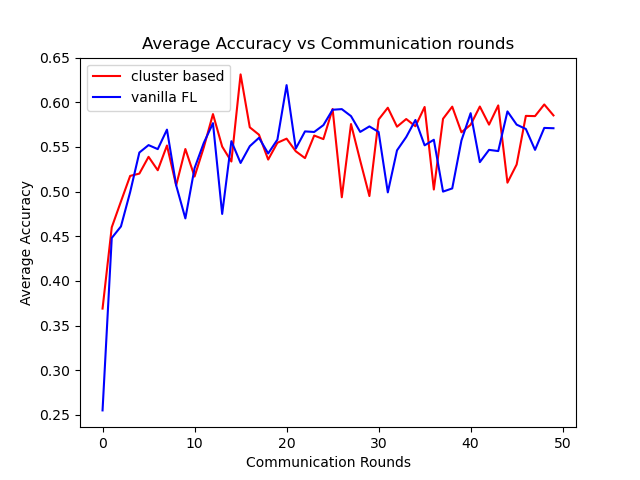 Average Accuracy vs Communication rounds
cluster based
vanilla FL
0.65
0.60
0.55
0.50
0.45
0.40
0.35
0.30
0.25
Average Accuracy
0 10 20 30 40 50
Communication Rounds